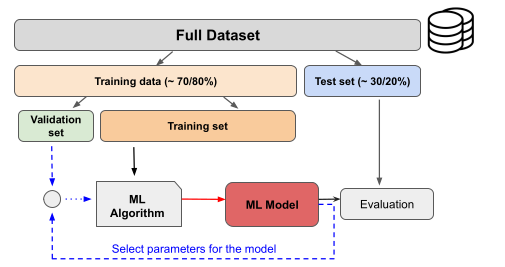 Full Dataset
Training data (~ 70/80%)
Test set (~ 30/20%)
Validation
set
Training set
ML
Algorithm
ML Model
Evaluation
Select parameters for the model